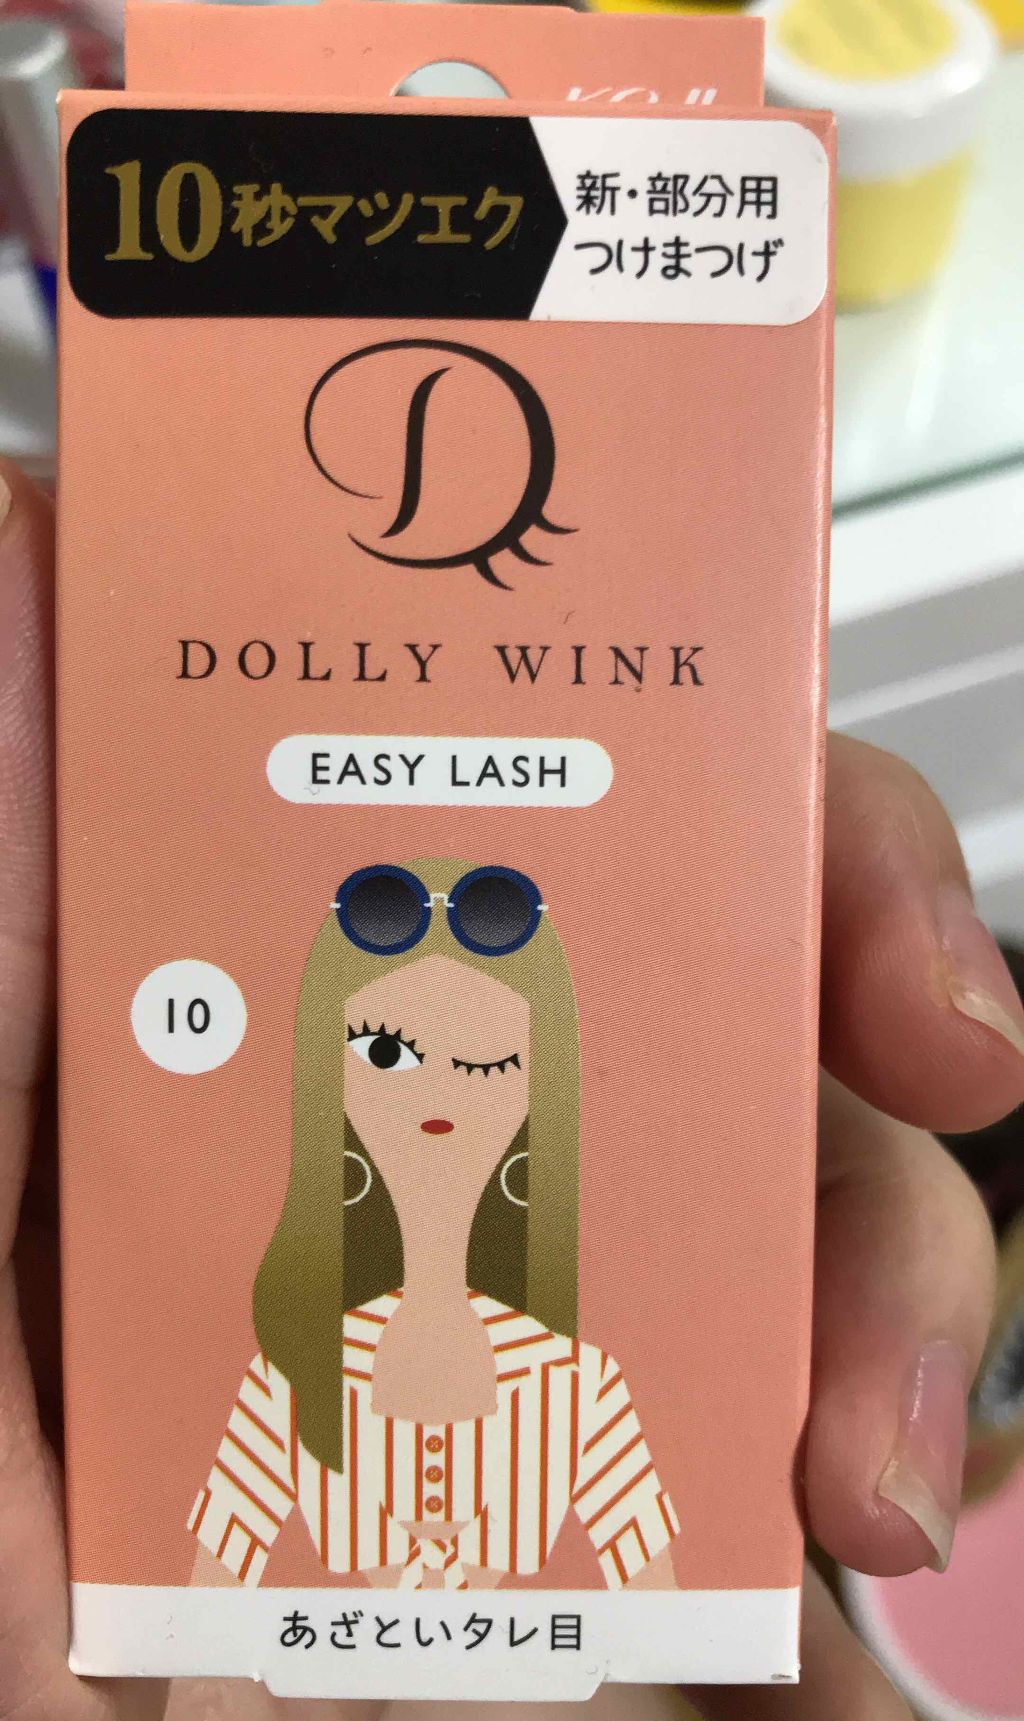 10秒マツエク
新・部分用
つけまつげ
DOLLY WINK
EASY LASH
10
あざといタレ目